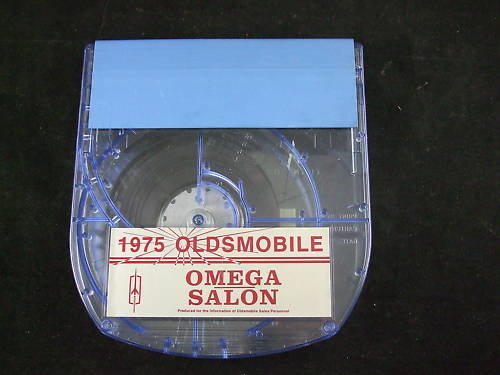 1975 OLDSMOBILE
OMEGA
SALON
Produced for the Information of Oldsmobile Sales Personnel